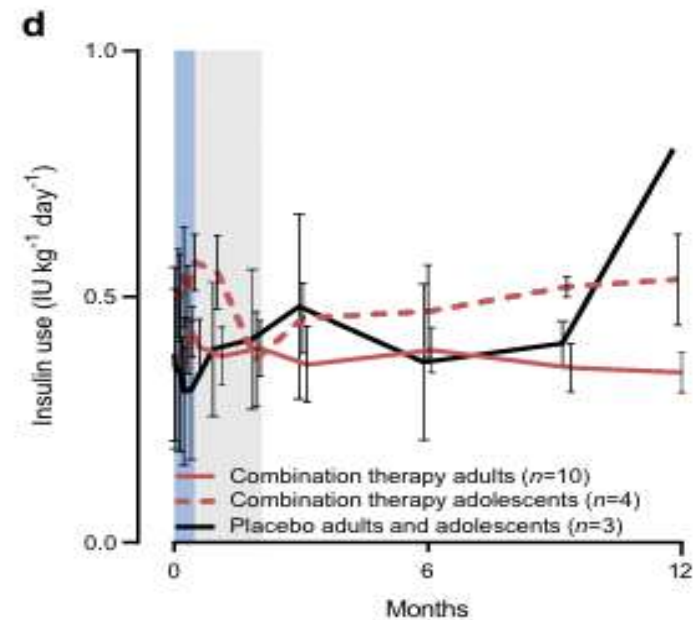 d
1.0
0.5
0.0
Insulin use (IU kg⁻¹ day⁻¹)
Combination therapy adults (n=10)
Combination therapy adolescents (n=4)
Placebo adults and adolescents (n=3)
0 6 12
Months